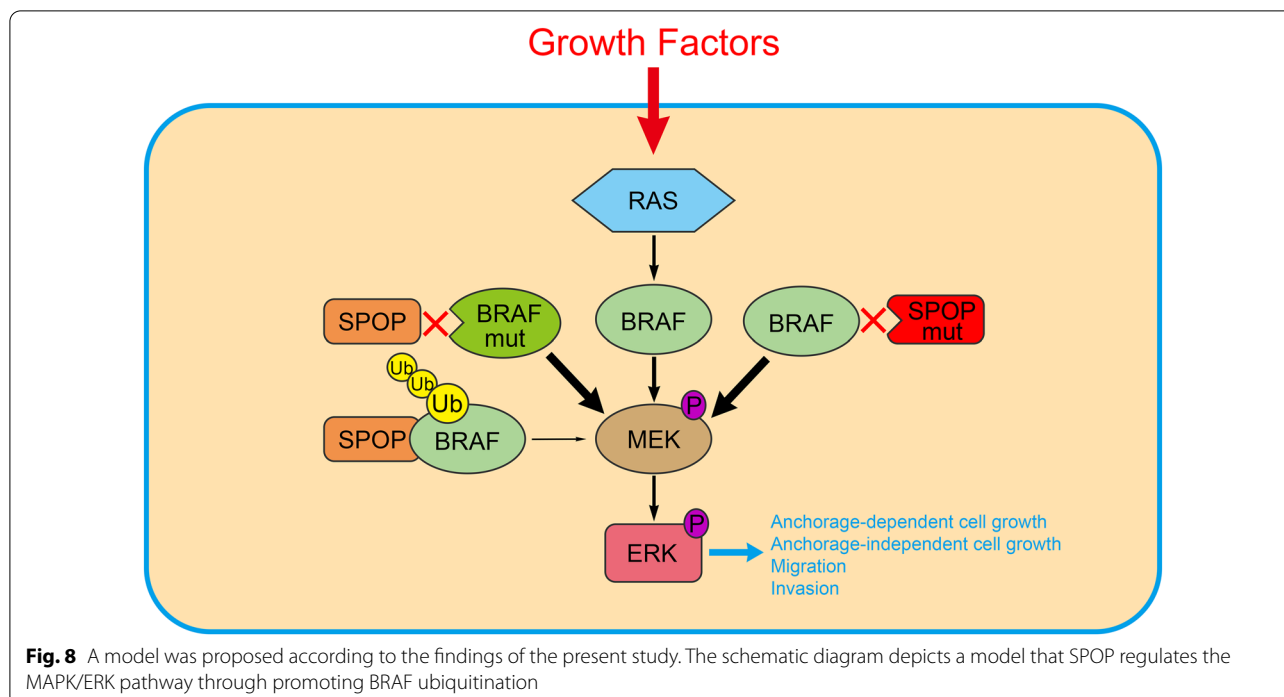 Growth Factors
RAS
SPOP
BRAF
mut
BRAF
BRAF
SPOP
mut
Ub
Ub
Ub
SPOP
BRAF
P
MEK
P
ERK
Anchorage-dependent cell growth
Anchorage-independent cell growth
Migration
Invasion
Fig. 8 A model was proposed according to the findings of the present study. The schematic diagram depicts a model that SPOP regulates the
MAPK/ERK pathway through promoting BRAF ubiquitination